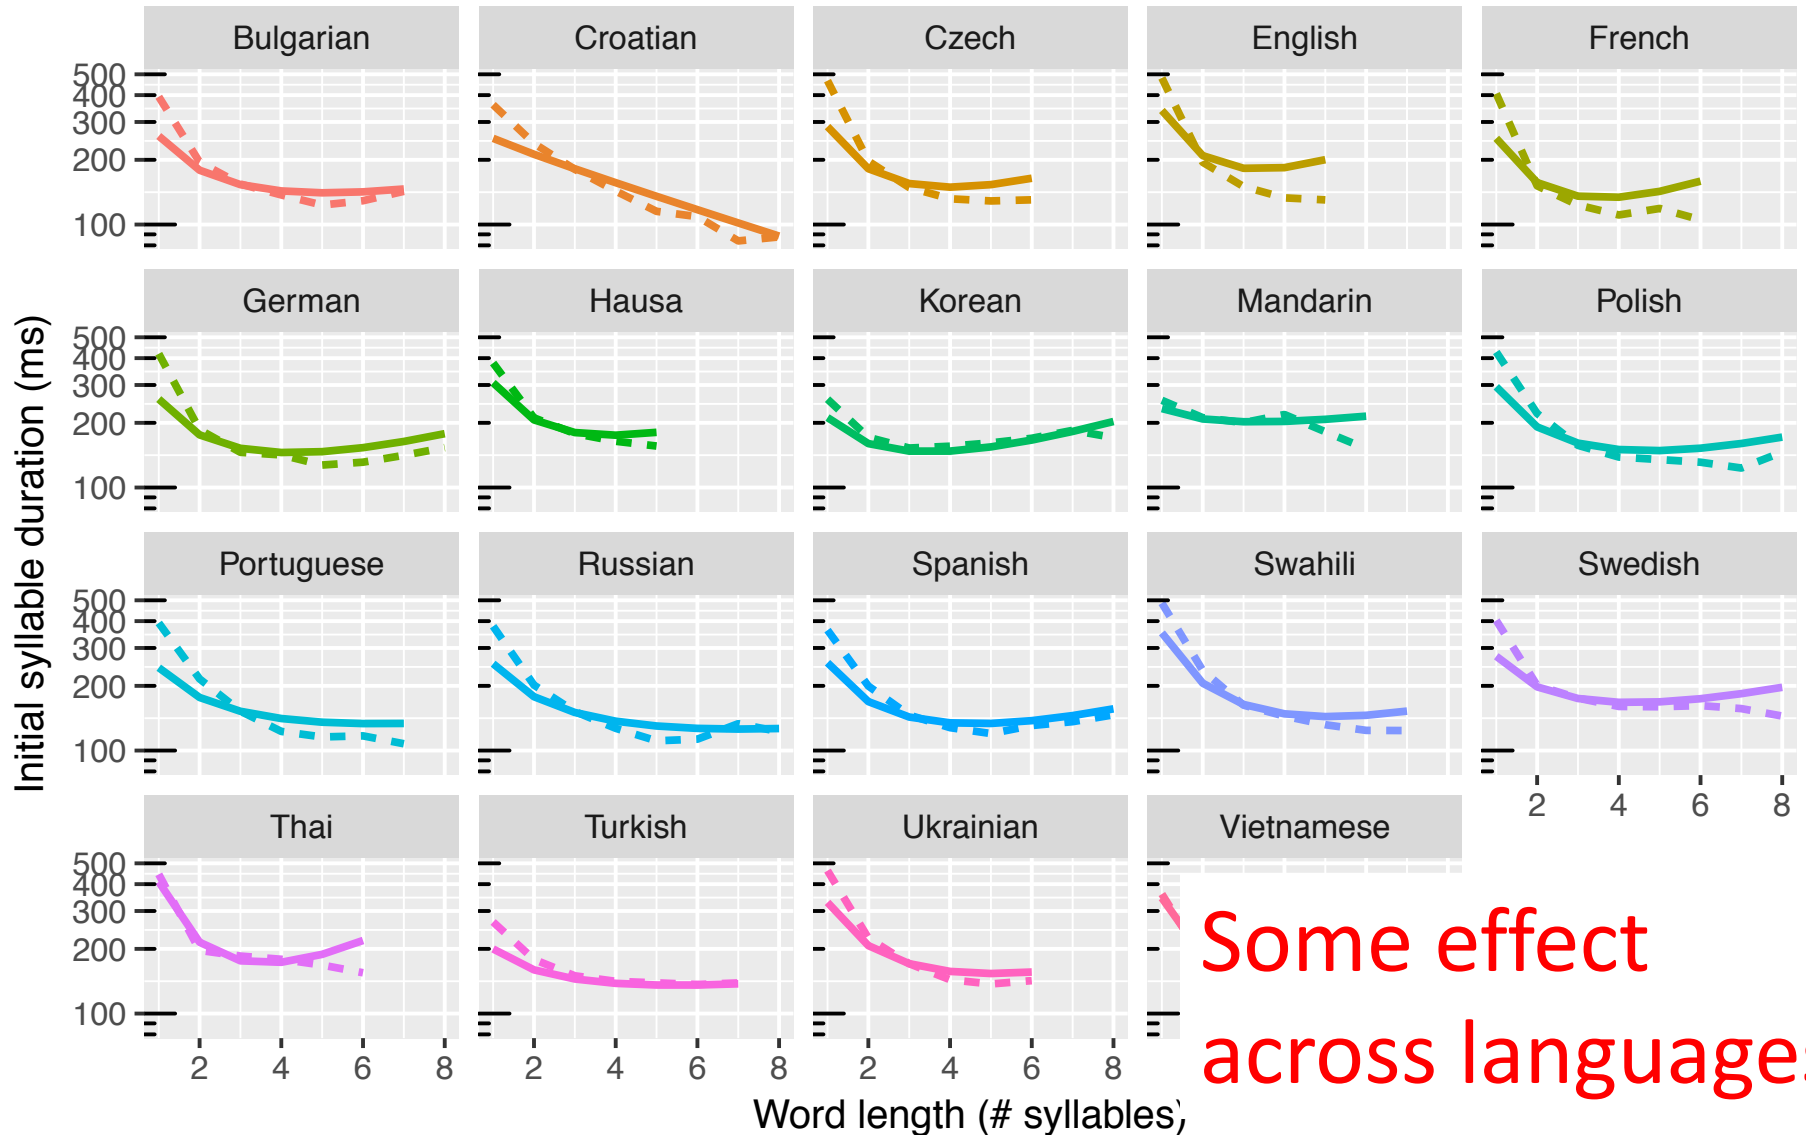 Bulgarian Croatian Czech English French
500
400
300
200
100
German Hausa Korean Mandarin Polish
500
400
300
200
100
Portuguese Russian Spanish Swahili Swedish
500
400
300
200
100
2 4 6 8
Thai Turkish Ukrainian Vietnamese
500
400
300
200
100
2 4 6 8 2 4 6 8 2 4 6 8
Initial syllable duration (ms)
Word length (# syllables)
Some effect
across languages